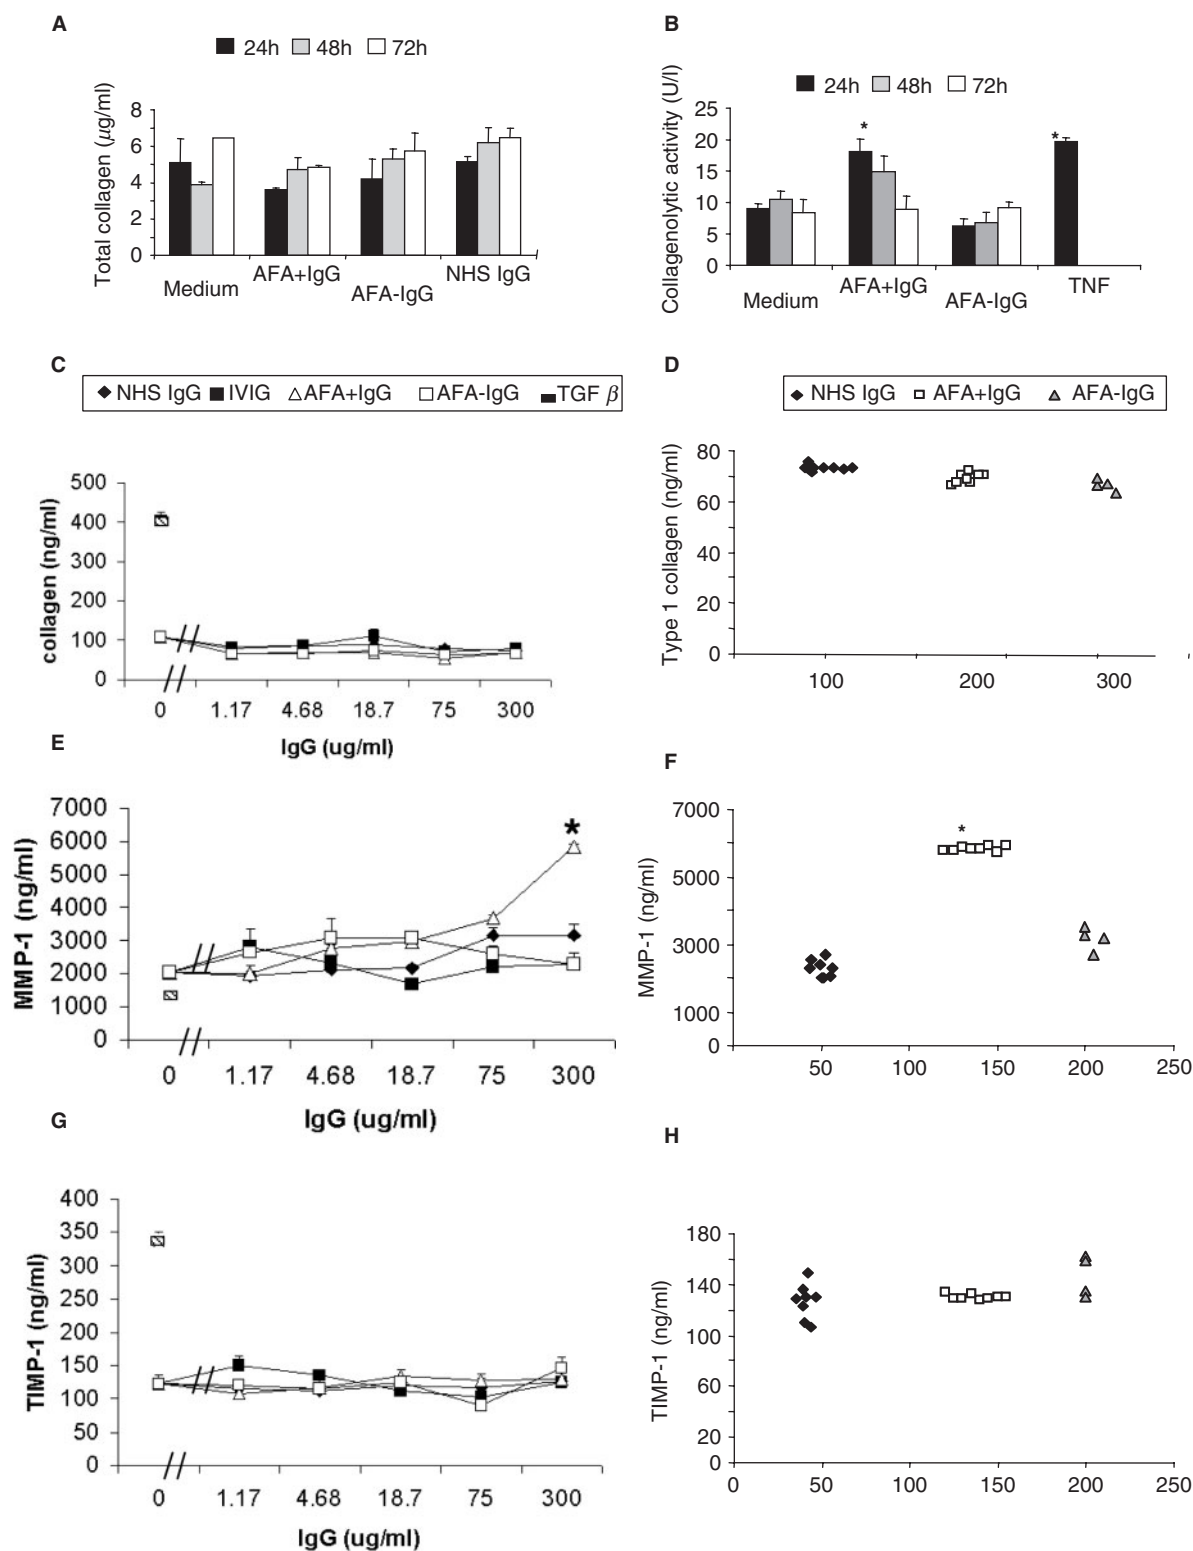 A
24h 48h 72h
Total collagen (µg/ml)
8
6
4
2
0
Medium
AFA+IgG
AFA-IgG
NHS IgG
B
24h 48h 72h
Collagenolytic activity (U/l)
25
20
15
10
5
0
*
*
Medium
AFA+IgG
AFA-IgG
TNF
C
NHS IgG IVIG AFA+IgG AFA-IgG TGF β
collagen (ng/ml)
500
400
300
200
100
0
0 1.17 4.68 18.7 75 300
IgG (ug/ml)
D
NHS IgG AFA+IgG AFA-IgG
Type 1 collagen (ng/ml)
80
60
40
20
0
100 200 300
E
MMP-1 (ng/ml)
7000
6000
5000
4000
3000
2000
1000
0
*
0 1.17 4.68 18.7 75 300
IgG (ug/ml)
F
MMP-1 (ng/ml)
7000
5000
3000
1000
0
*
50 100 150 200 250
G
TIMP-1 (ng/ml)
400
350
300
250
200
150
100
50
0
0 1.17 4.68 18.7 75 300
IgG (ug/ml)
H
TIMP-1 (ng/ml)
180
140
100
60
20
0
0 50 100 150 200 250